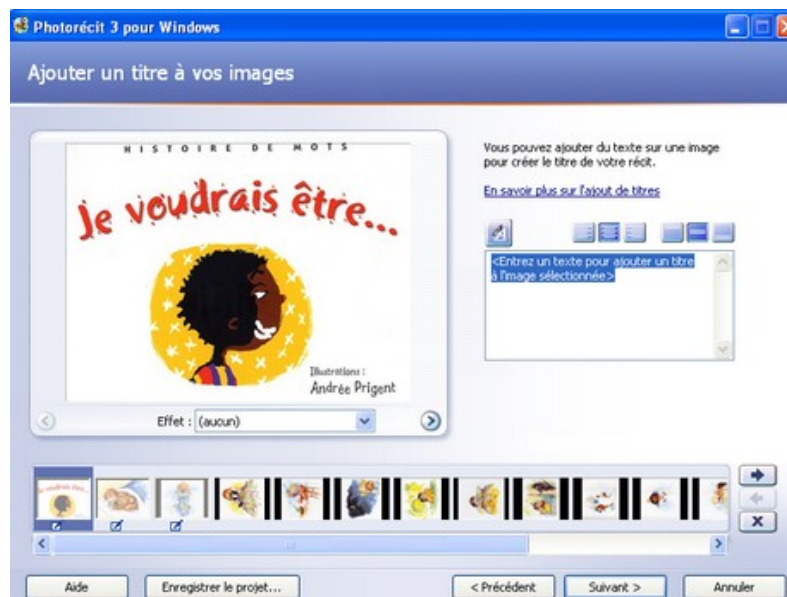 Photorécit 3 pour Windows
Ajouter un titre à vos images
HISTOIRE DE MOTS
Je voudrais être...
Illustrations :
Andrée Prigent
Effet : (aucun)
Vous pouvez ajouter du texte sur une image
pour créer le titre de votre récit.
En savoir plus sur l'ajout de titres
<Entrez un texte pour ajouter un titre
à l'image sélectionnée>
Je voudrais être...
Aide
Enregistrer le projet...
< Précédent
Suivant >
Annuler